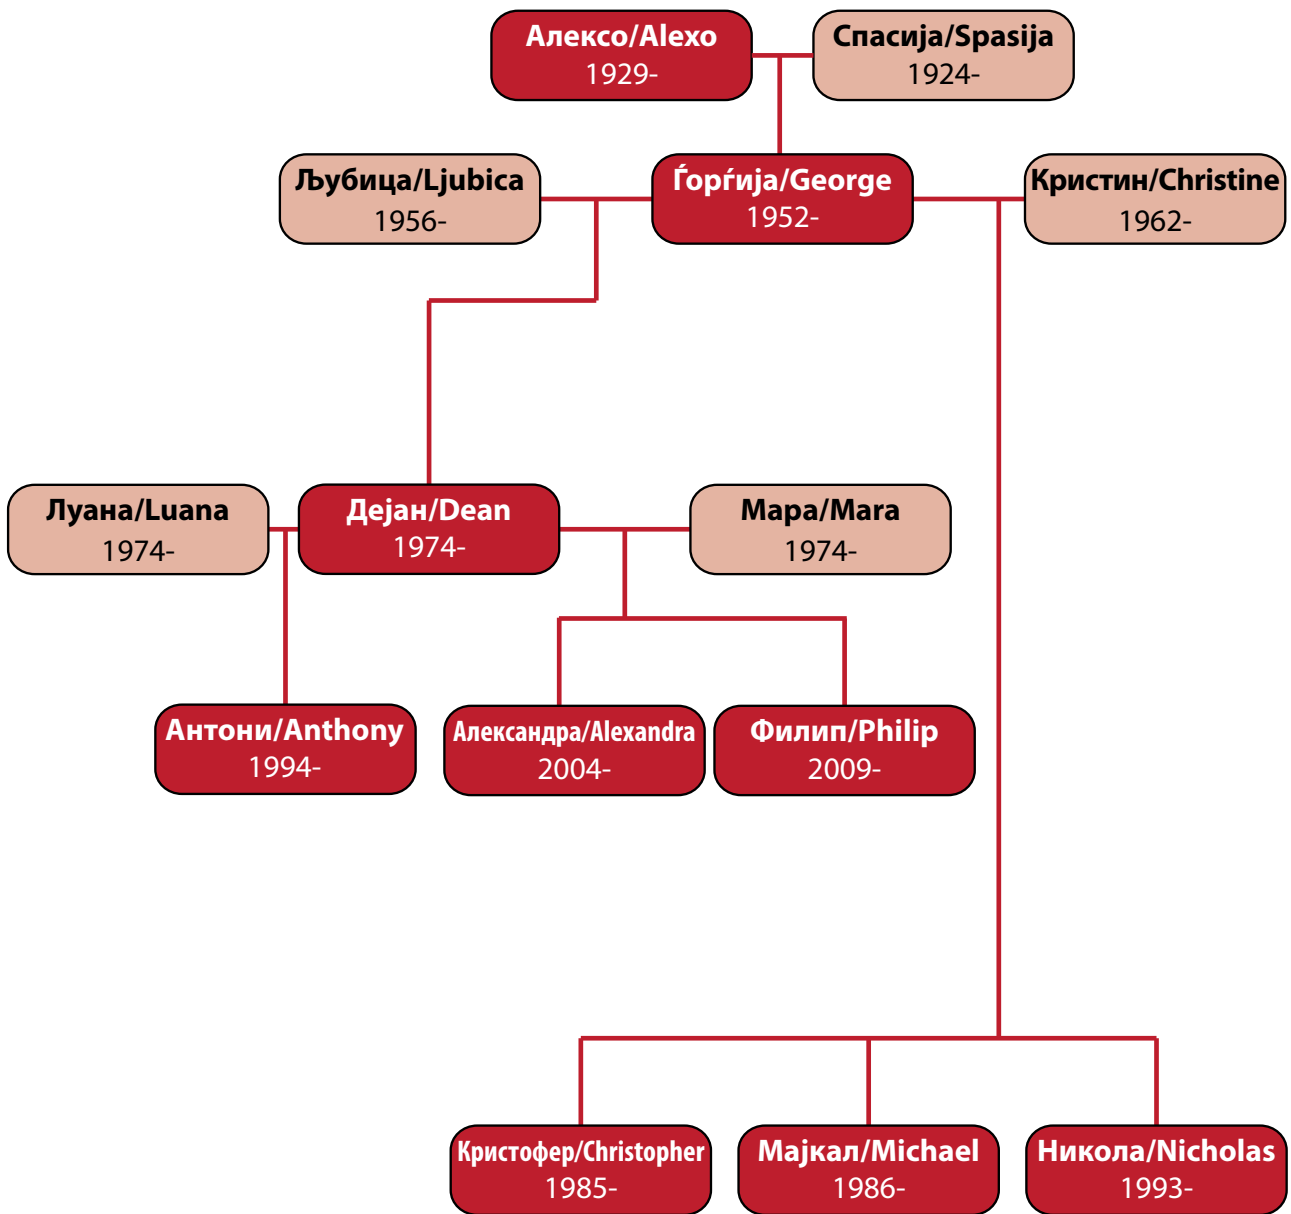 Алексо/Alexo
1929-
Спасија/Spasija
1924-
Љубица/Ljubica
1956-
Ѓорѓија/George
1952-
Кристин/Christine
1962-
Луана/Luana
1974-
Дејан/Dean
1974-
Мара/Mara
1974-
Антони/Anthony
1994-
Александра/Alexandra
2004-
Филип/Philip
2009-
Кристофер/Christopher
1985-
Мајкал/Michael
1986-
Никола/Nicholas
1993-